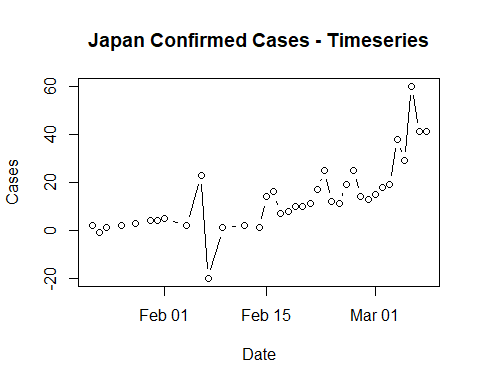 Japan Confirmed Cases - Timeseries
60
40
20
0
-20
Cases
Feb 01 Feb 15 Mar 01
Date